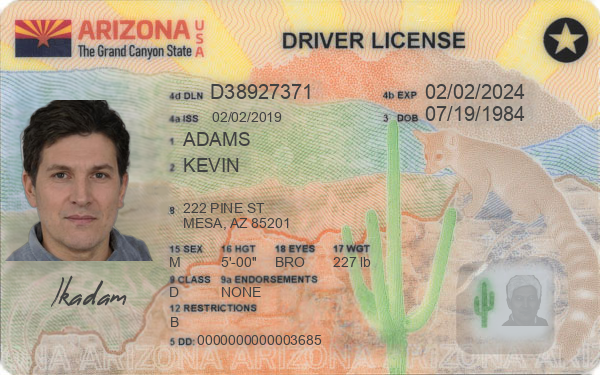 ARIZONA USA
The Grand Canyon State
DRIVER LICENSE
4d DLN D38927371
4b EXP 02/02/2024
4a ISS 02/02/2019
3 DOB 07/19/1984
1 ADAMS
2 KEVIN
8 222 PINE ST
MESA, AZ 85201
15 SEX 16 HGT 18 EYES 17 WGT
M 5'-00" BRO 227 lb
9 CLASS 9a ENDORSEMENTS
D NONE
12 RESTRICTIONS
B
Ikadam
5 DD: 0000000000003685
ARIZONA ARIZONA ARIZONA ARIZONA